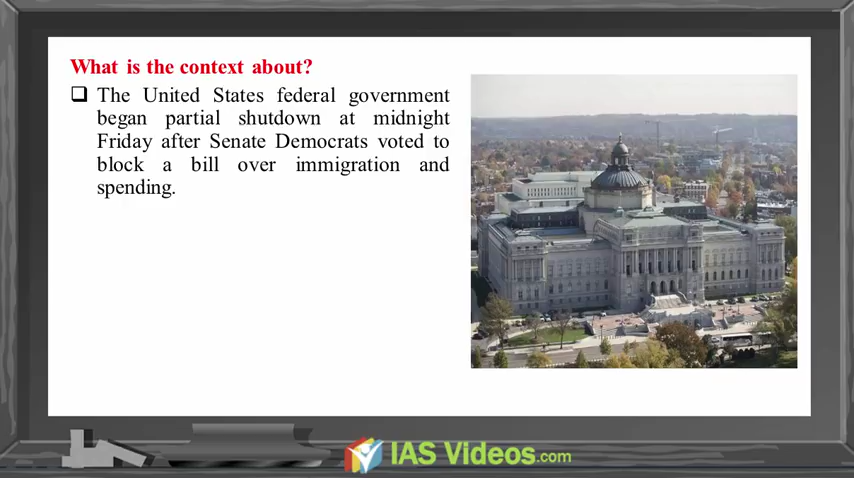 What is the context about?
The United States federal government
began partial shutdown at midnight
Friday after Senate Democrats voted to
block a bill over immigration and
spending.
IAS Videos.com